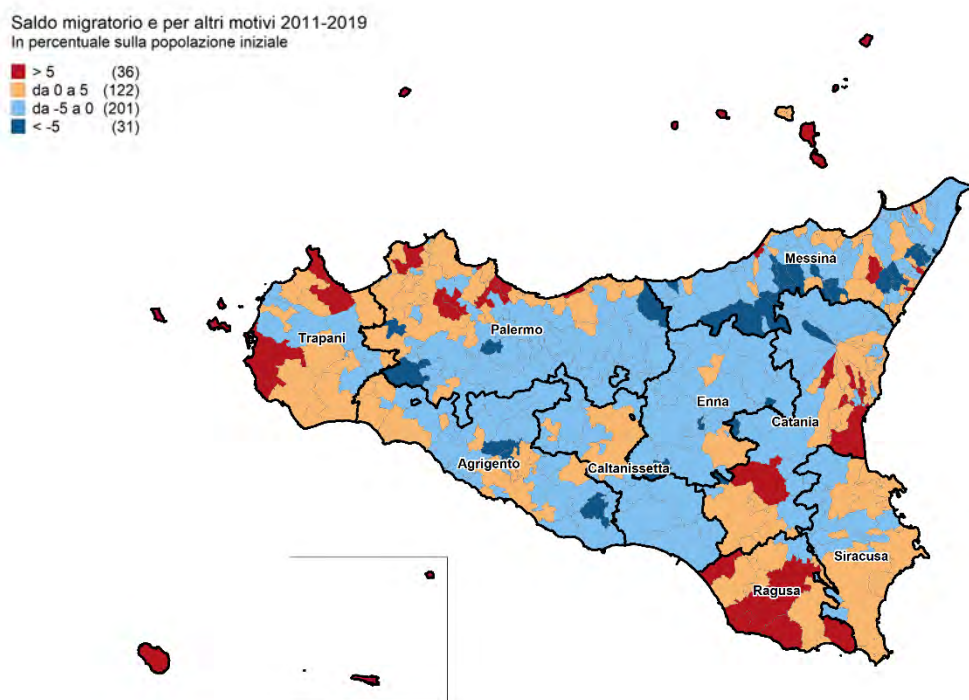 Saldo migratorio e per altri motivi 2011-2019
In percentuale sulla popolazione iniziale
> 5 (36)
da 0 a 5 (122)
da -5 a 0 (201)
< -5 (31)
Messina
Palermo
Trapani
Enna
Catania
Agrigento
Caltanissetta
Siracusa
Ragusa